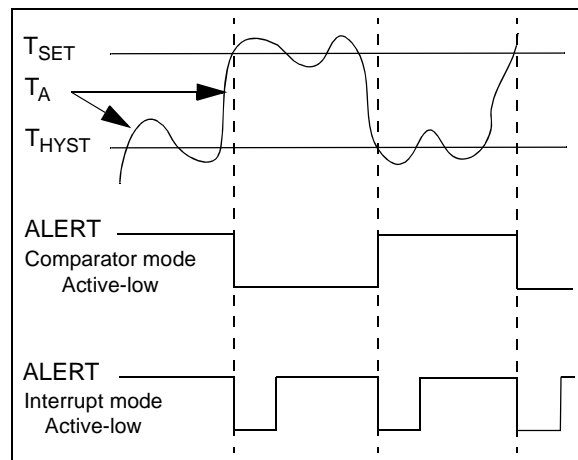 TSET
TA
THYST
ALERT
Comparator mode
Active-low
ALERT
Interrupt mode
Active-low